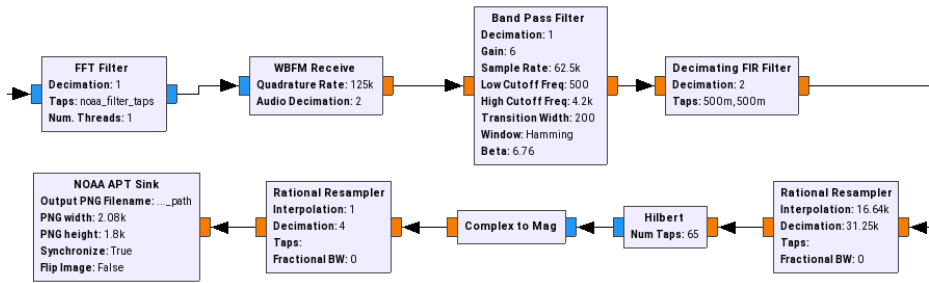 FFT Filter
Decimation: 1
Taps: noaa_filter_taps
Num. Threads: 1
WBFM Receive
Quadrature Rate: 125k
Audio Decimation: 2
Band Pass Filter
Decimation: 1
Gain: 6
Sample Rate: 62.5k
Low Cutoff Freq: 500
High Cutoff Freq: 4.2k
Transition Width: 200
Window: Hamming
Beta: 6.76
Decimating FIR Filter
Decimation: 2
Taps: 500m,500m
NOAA APT Sink
Output PNG Filename: ..._path
PNG width: 2.08k
PNG height: 1.8k
Synchronize: True
Flip Image: False
Rational Resampler
Interpolation: 1
Decimation: 4
Taps:
Fractional BW: 0
Complex to Mag
Hilbert
Num Taps: 65
Rational Resampler
Interpolation: 16.64k
Decimation: 31.25k
Taps:
Fractional BW: 0